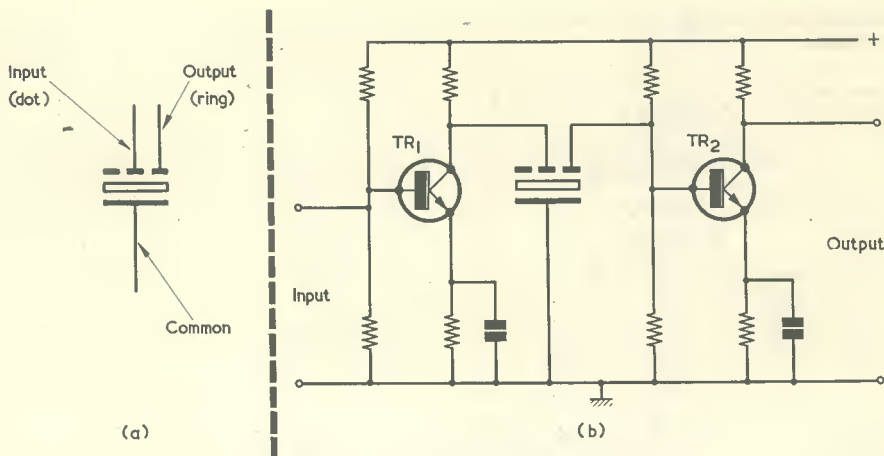 Input
(dot)
Output
(ring)
Common
(a)
+
TR1
TR2
Input
Output
(b)